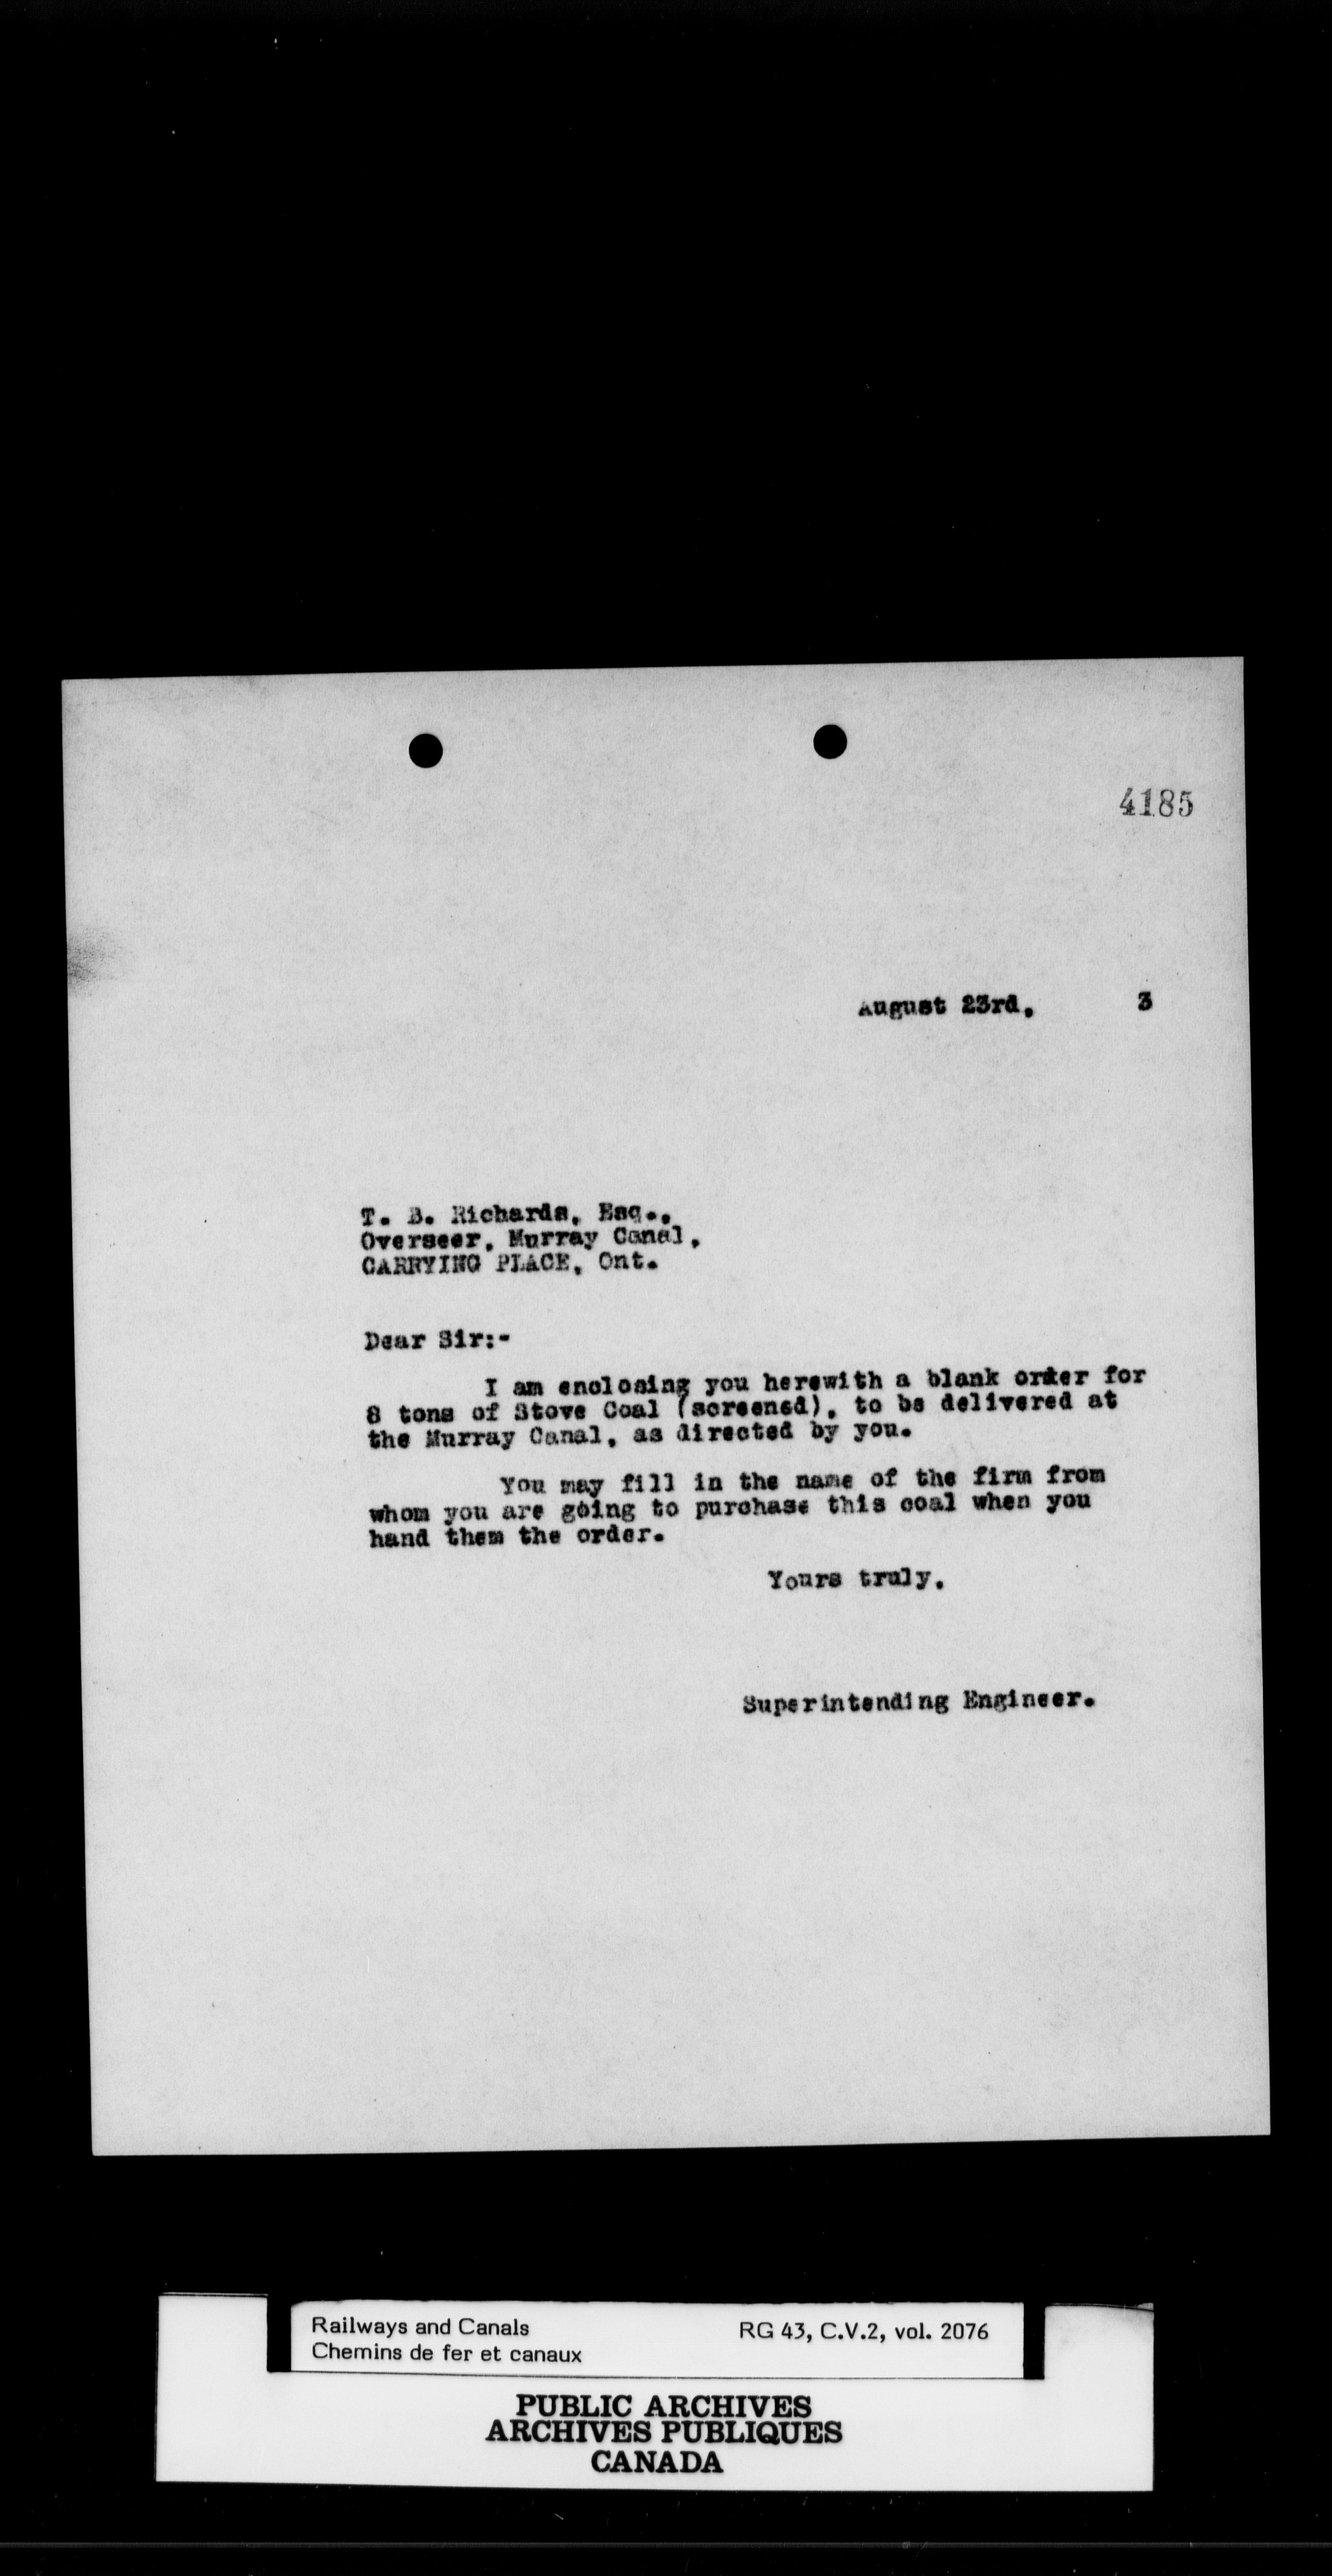 4185
August 23rd, 3
T. B. Richards, Esq.,
Overseer, Murray Canal,
CARRYING PLACE, Ont.
Dear Sir:-
I am enclosing you herewith a blank order for
8 tons of Stove Coal (screened), to be delivered at
the Murray Canal, as directed by you.
You may fill in the name of the firm from
whom you are going to purchase this coal when you
hand them the order.
Yours truly,
Superintending Engineer.
Railways and Canals RG 43, C.V.2, vol. 2076
Chemins de fer et canaux
PUBLIC ARCHIVES
ARCHIVES PUBLIQUES
CANADA